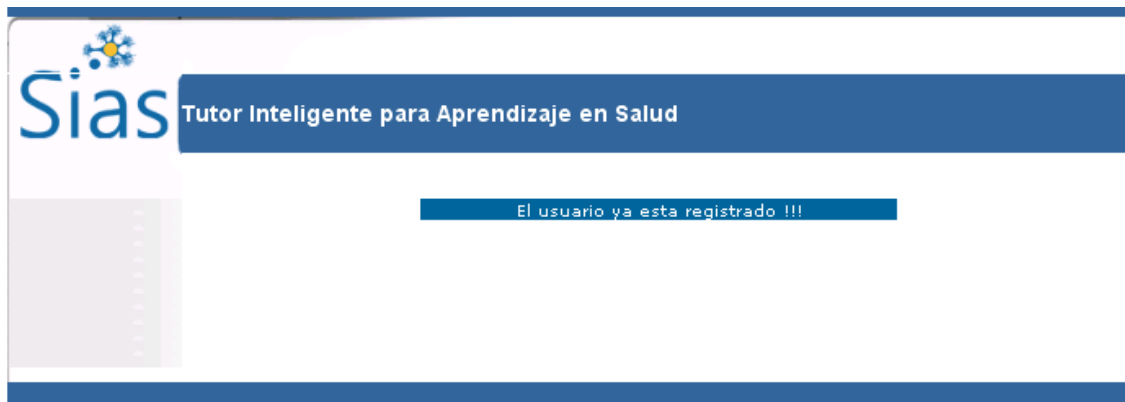 Sias
Tutor Inteligente para Aprendizaje en Salud
El usuario ya esta registrado !!!